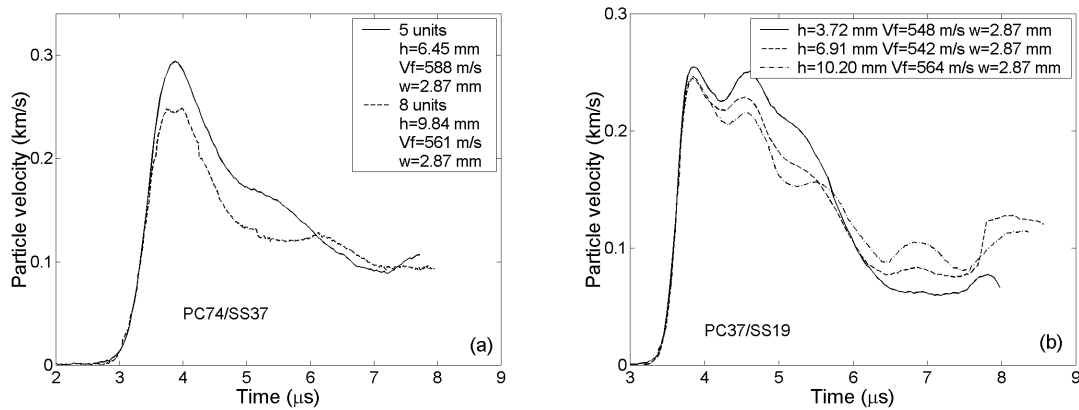 5 units
h=6.45 mm
Vf=588 m/s
w=2.87 mm
8 units
h=9.84 mm
Vf=561 m/s
w=2.87 mm
0.3
0.2
0.1
0
Particle velocity (km/s)
PC74/SS37
(a)
2 3 4 5 6 7 8 9
Time (μs)
h=3.72 mm Vf=548 m/s w=2.87 mm
h=6.91 mm Vf=542 m/s w=2.87 mm
h=10.20 mm Vf=564 m/s w=2.87 mm
0.3
0.2
0.1
0
Particle velocity (km/s)
PC37/SS19
(b)
3 4 5 6 7 8 9
Time (μs)